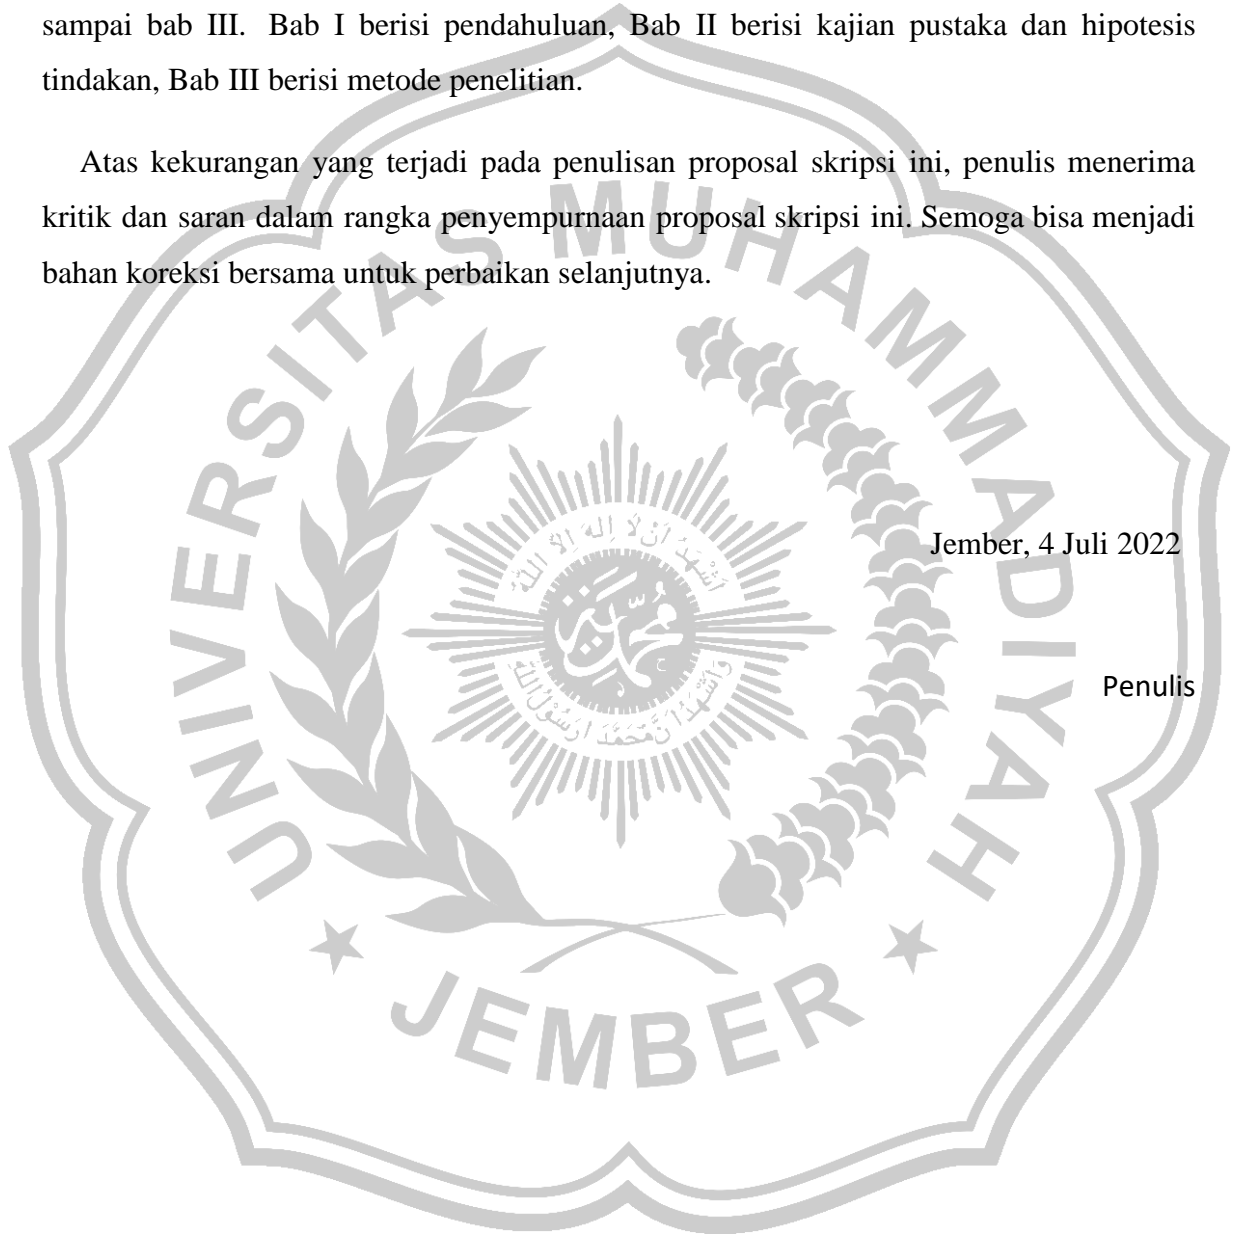 sampai bab III. Bab I berisi pendahuluan, Bab II berisi kajian pustaka dan hipotesis
tindakan, Bab III berisi metode penelitian.
Atas kekurangan yang terjadi pada penulisan proposal skripsi ini, penulis menerima
kritik dan saran dalam rangka penyempurnaan proposal skripsi ini. Semoga bisa menjadi
bahan koreksi bersama untuk perbaikan selanjutnya.
UNIVERSITAS MUHAMMADIYAH
Jember, 4 Juli 2022
Penulis
JEMBER